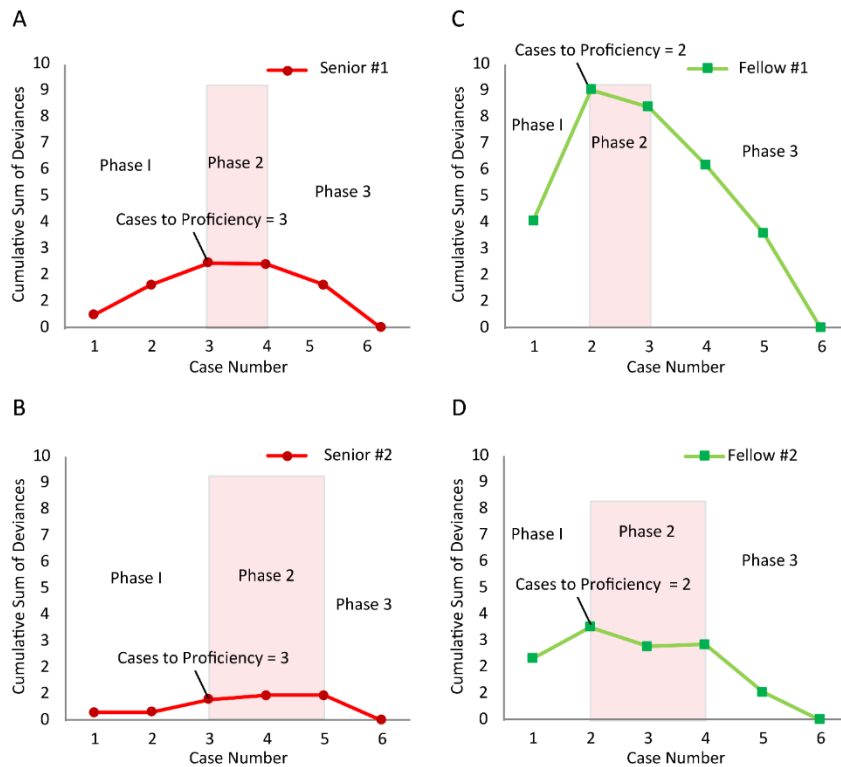 A
Senior #1
Cumulative Sum of Deviances
10
9
8
7
6
5
4
3
2
2
0
Phase I
Phase 2
Phase 3
Cases to Proficiency = 3
1 2 3 4 5 6
Case Number
C
Cases to Proficiency = 2
Fellow #1
Cumulative Sum of Deviances
10
9
8
7
6
5
4
3
2
2
0
Phase I
Phase 2
Phase 3
1 2 3 4 5 6
Case Number
B
Senior #2
Cumulative Sum of Deviances
10
9
8
7
6
5
4
3
2
2
0
Phase I
Phase 2
Phase 3
Cases to Proficiency = 3
1 2 3 4 5 6
Case Number
D
Fellow #2
Cumulative Sum of Deviances
10
9
8
7
6
5
4
3
2
2
0
Phase I
Phase 2
Phase 3
Cases to Proficiency = 2
1 2 3 4 5 6
Case Number